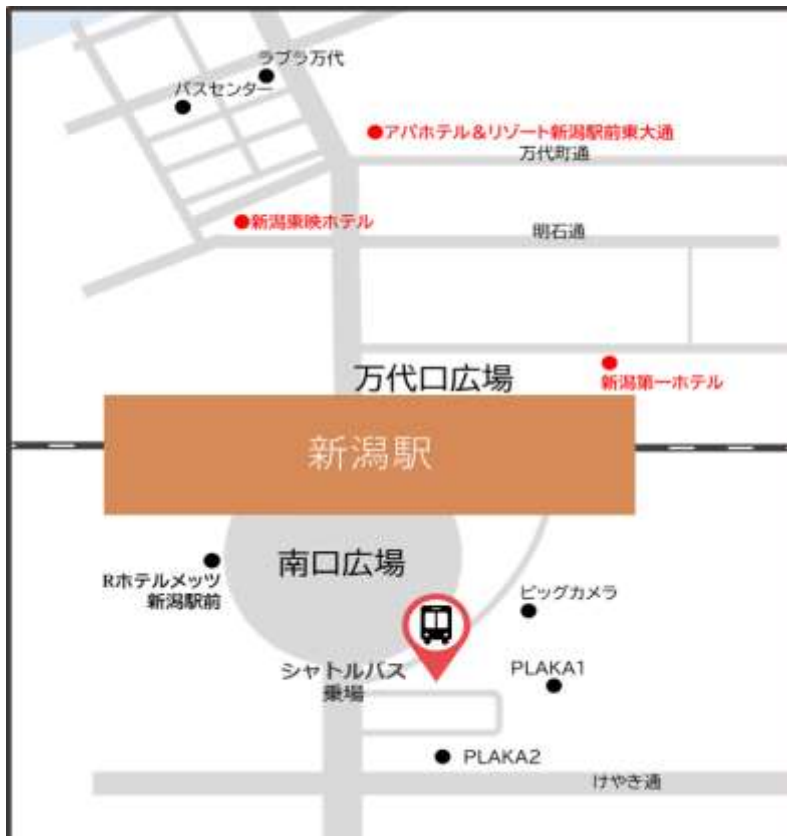 ラブラ万代
バスセンター
アパホテル＆リゾート新潟駅前東大通
万代町通
新潟東映ホテル
明石通
万代口広場
新潟第一ホテル
新潟駅
南口広場
Rホテルメッツ
新潟駅前
ビッグカメラ
シャトルバス
乗場
PLAKA1
PLAKA2
けやき通